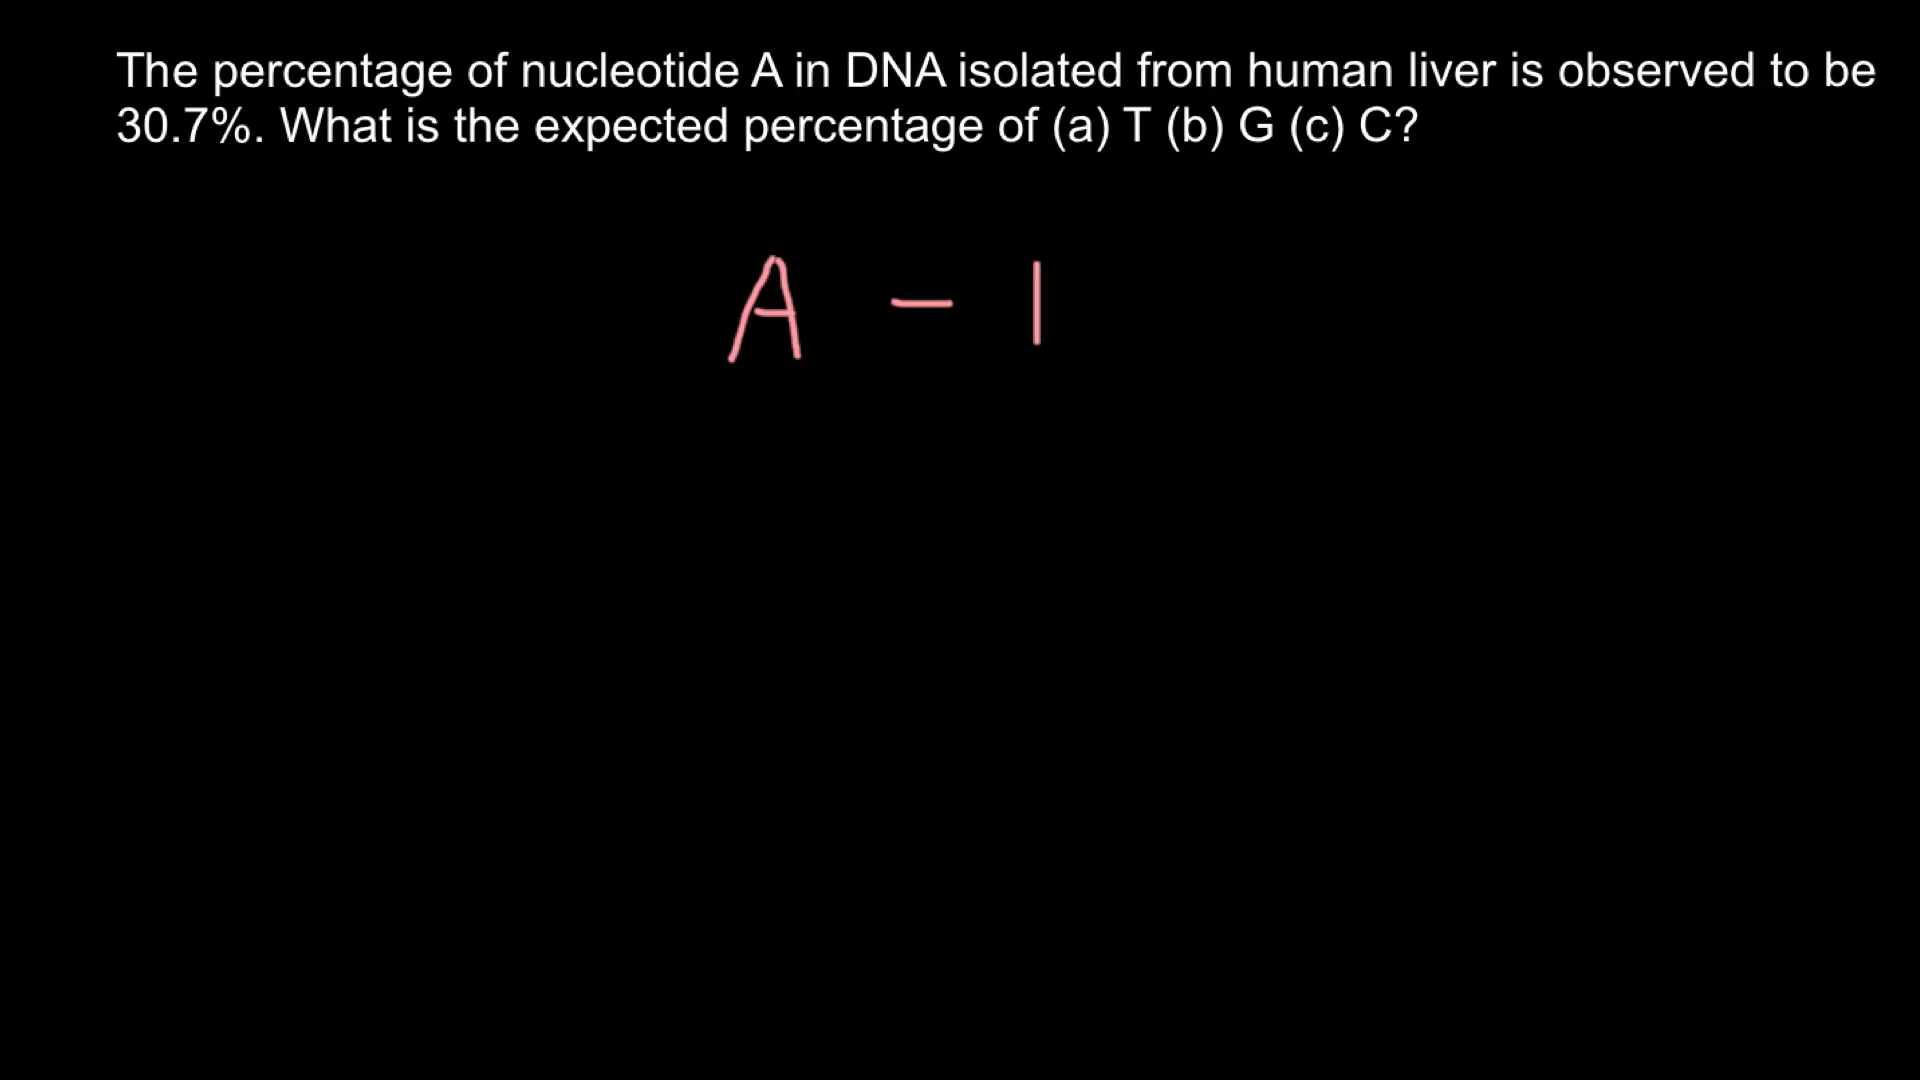 The percentage of nucleotide A in DNA isolated from human liver is observed to be
30.7%. What is the expected percentage of (a) T (b) G (c) C?
A – |